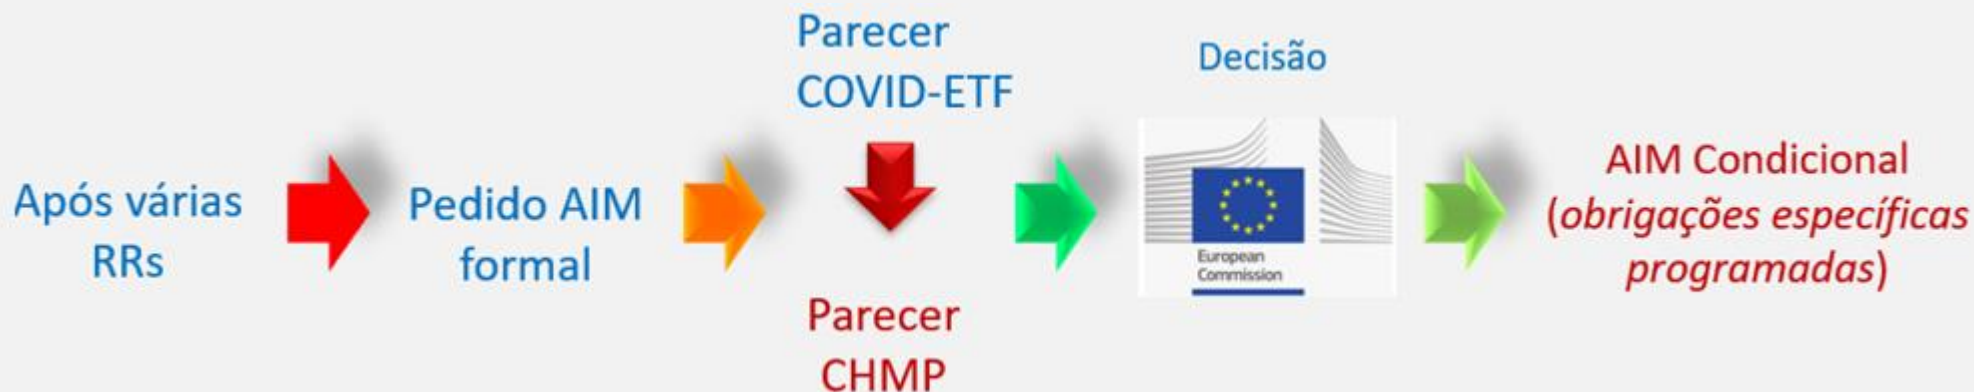 Após várias
RRs
Pedido AIM
formal
Parecer
COVID-ETF
Parecer
CHMP
Decisão
European
Commission
AIM Condicional
(obrigações específicas
programadas)